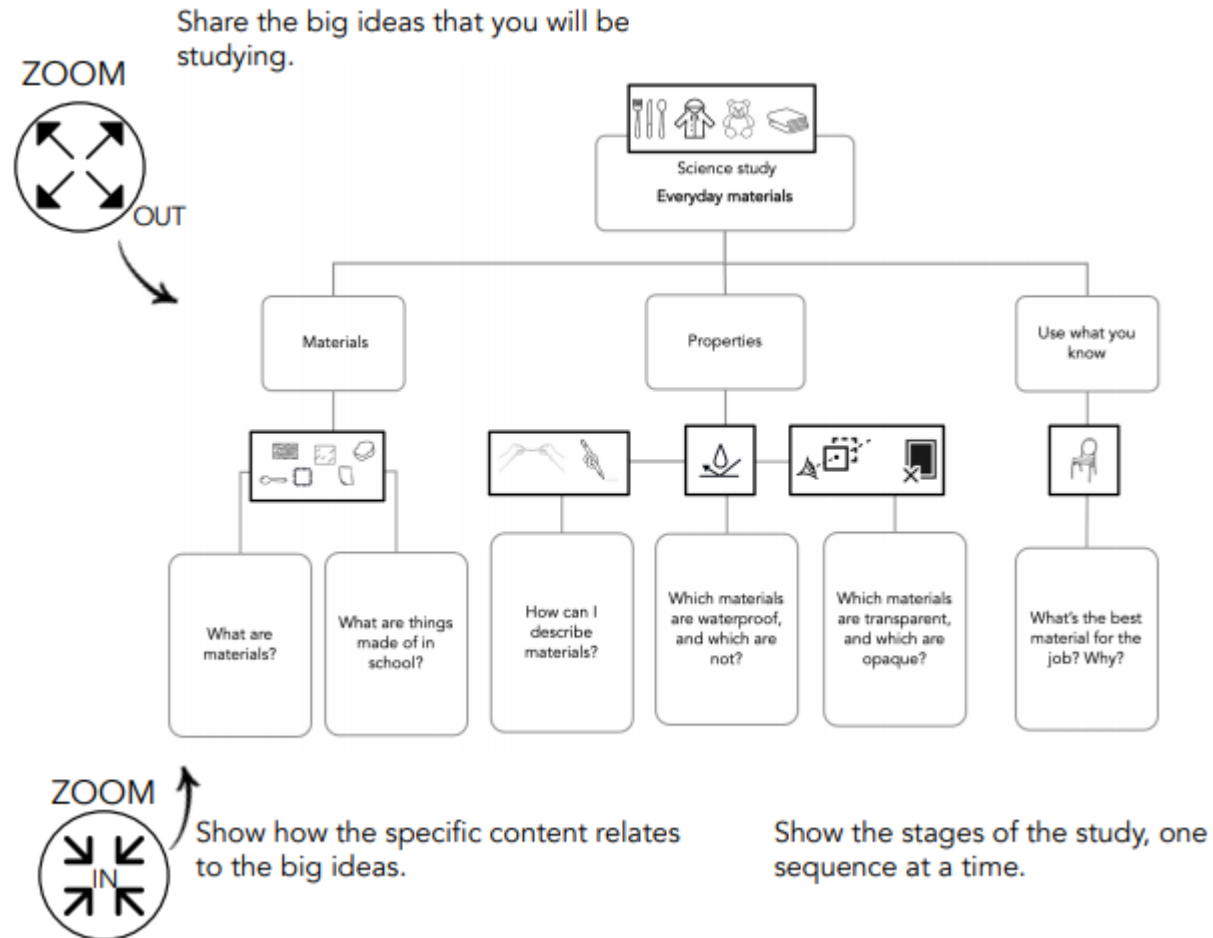 Share the big ideas that you will be
studying.
ZOOM
OUT
Science study
Everyday materials
Materials
Properties
Use what you
know
What are
materials?
What are things
made of in
school?
How can I
describe
materials?
Which materials
are waterproof,
and which are
not?
Which materials
are transparent,
and which are
opaque?
What's the best
material for the
job? Why?
ZOOM
IN
Show how the specific content relates
to the big ideas.
Show the stages of the study, one
sequence at a time.